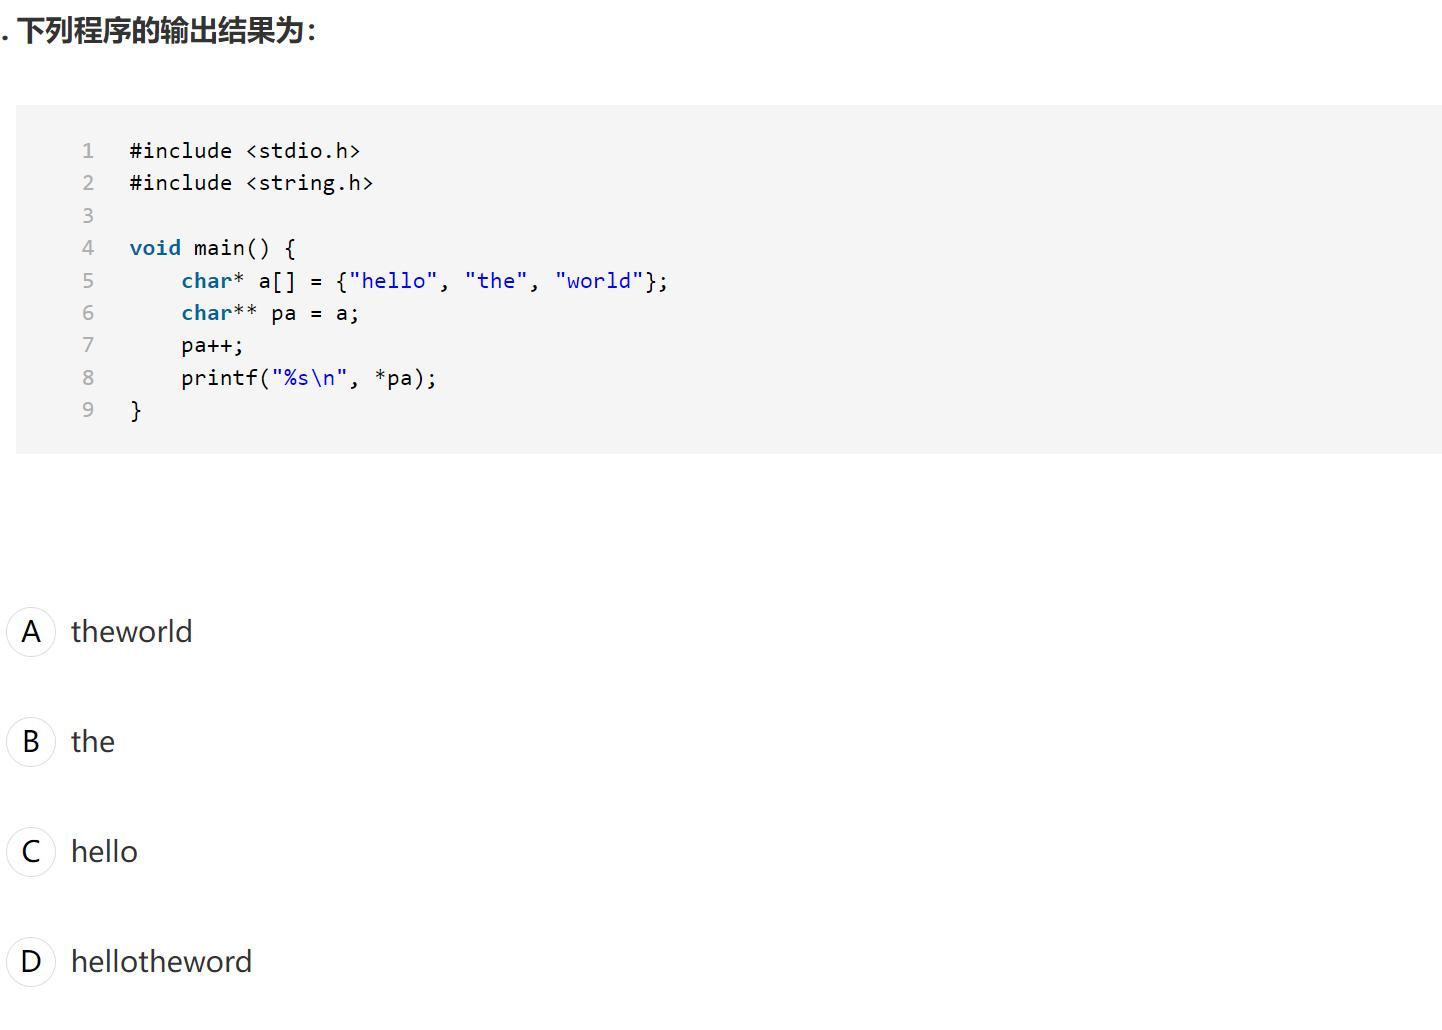 . 下列程序的输出结果为：
1 #include <stdio.h>
2 #include <string.h>
3
4 void main() {
5     char* a[] = {"hello", "the", "world"};
6     char** pa = a;
7     pa++;
8     printf("%s\n", *pa);
9 }
A theworld
B the
C hello
D hellotheword